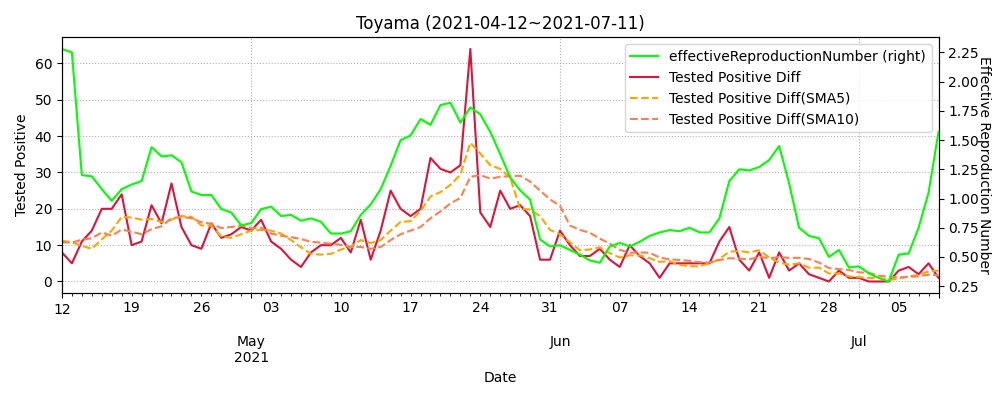 Toyama (2021-04-12~2021-07-11)
effectiveReproductionNumber (right)
Tested Positive Diff
Tested Positive Diff(SMA5)
Tested Positive Diff(SMA10)
Tested Positive
60
50
40
30
20
10
0
2.25
2.00
1.75
1.50
1.25
1.00
0.75
0.50
0.25
Effective Reproduction Number
12 19 26 03 10 17 24 31 07 14 21 28 05
May Jun Jul
2021
Date